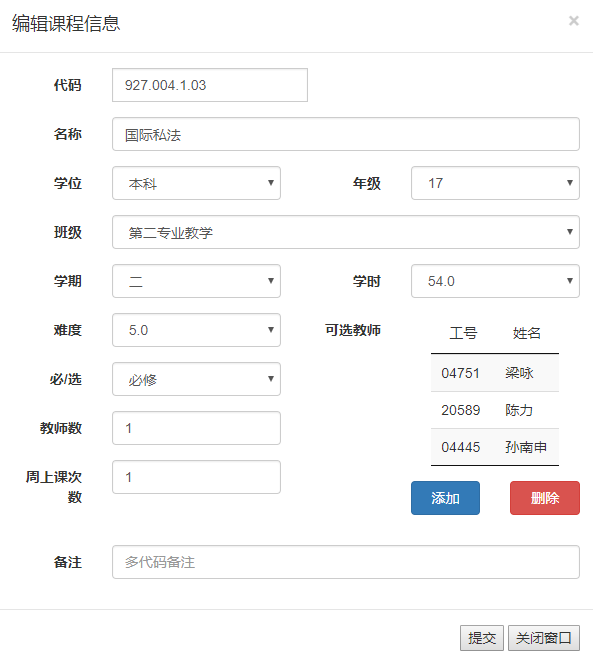 编辑课程信息 ×
代码 927.004.1.03
名称 国际私法
学位 本科 年级 17
班级 第二专业教学
学期 二 学时 54.0
难度 5.0 可选教师 工号 姓名
04751 梁咏
必/选 必修
20589 陈力
教师数 1
04445 孙南申
周上课次
数 1
添加 删除
备注 多代码备注
提交 关闭窗口